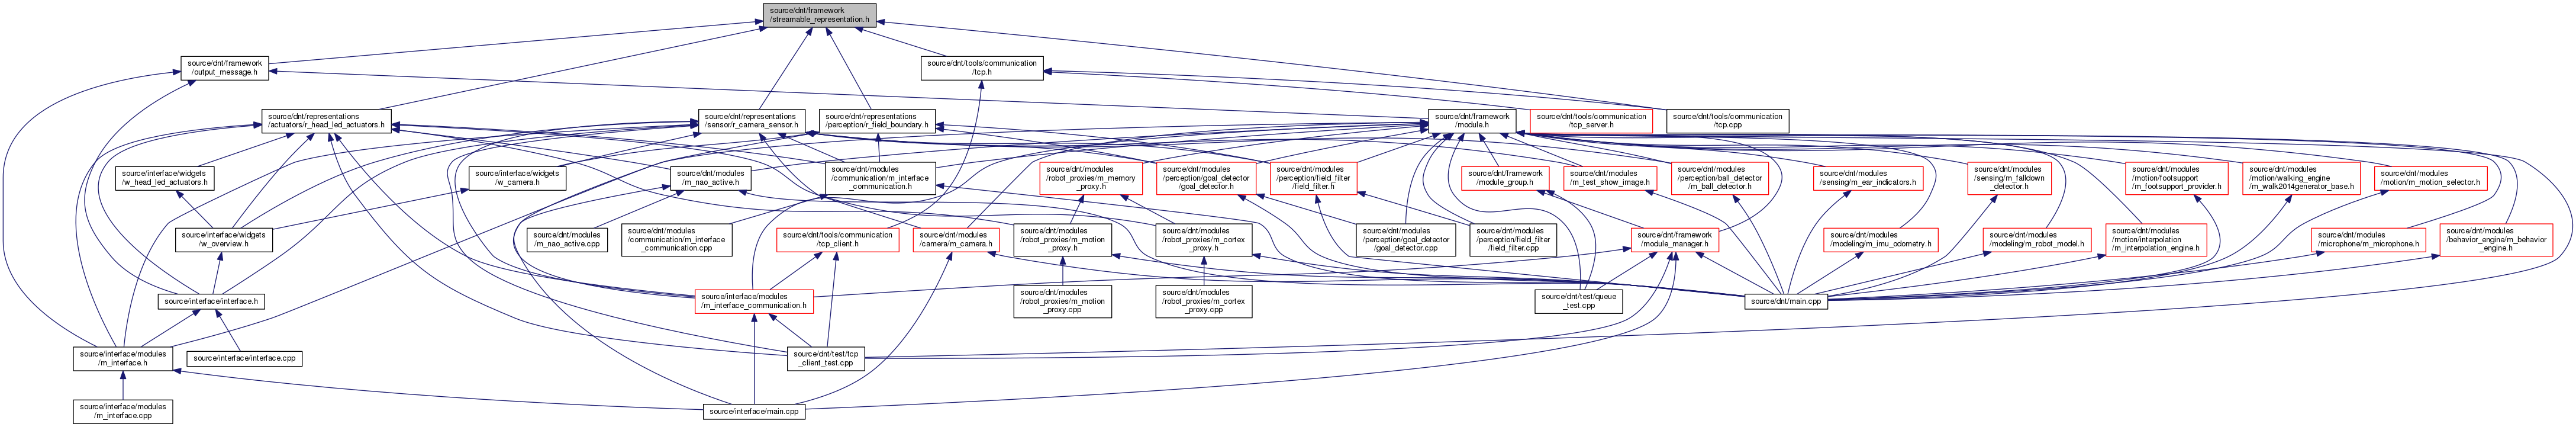 source/dnt/framework
/streamable_representation.h
source/dnt/framework
/output_message.h
source/dnt/tools/communication
/tcp.h
source/dnt/representations
/actuators/r_head_led_actuators.h
source/dnt/representations
/sensor/r_camera_sensor.h
source/dnt/representations
/perception/r_field_boundary.h
source/dnt/framework
/module.h
source/dnt/tools/communication
/tcp_server.h
source/dnt/tools/communication
/tcp.cpp
source/interface/widgets
/w_head_led_actuators.h
source/interface/widgets
/w_camera.h
source/dnt/modules
/m_nao_active.h
source/dnt/modules
/communication/m_interface
_communication.h
source/dnt/modules
/robot_proxies/m_memory
_proxy.h
source/dnt/modules
/perception/goal_detector
/goal_detector.h
source/dnt/modules
/perception/field_filter
/field_filter.h
source/dnt/framework
/module_group.h
source/dnt/modules
/m_test_show_image.h
source/dnt/modules
/perception/ball_detector
/m_ball_detector.h
source/dnt/modules
/sensing/m_ear_indicators.h
source/dnt/modules
/sensing/m_falldown
_detector.h
source/dnt/modules
/motion/footsupport
/m_footsupport_provider.h
source/dnt/modules
/motion/walking_engine
/m_walk2014generator_base.h
source/dnt/modules
/motion/m_motion_selector.h
source/interface/widgets
/w_overview.h
source/dnt/modules
/m_nao_active.cpp
source/dnt/modules
/communication/m_interface
_communication.cpp
source/dnt/tools/communication
/tcp_client.h
source/dnt/modules
/camera/m_camera.h
source/dnt/modules
/robot_proxies/m_motion
_proxy.h
source/dnt/modules
/robot_proxies/m_cortex
_proxy.h
source/dnt/modules
/perception/goal_detector
/goal_detector.cpp
source/dnt/modules
/perception/field_filter
/field_filter.cpp
source/dnt/framework
/module_manager.h
source/dnt/modules
/modeling/m_imu_odometry.h
source/dnt/modules
/modeling/m_robot_model.h
source/dnt/modules
/motion/interpolation
/m_interpolation_engine.h
source/dnt/modules
/microphone/m_microphone.h
source/dnt/modules
/behavior_engine/m_behavior
_engine.h
source/interface/interface.h
source/interface/modules
/m_interface_communication.h
source/dnt/modules
/robot_proxies/m_motion
_proxy.cpp
source/dnt/modules
/robot_proxies/m_cortex
_proxy.cpp
source/dnt/test/queue
_test.cpp
source/dnt/main.cpp
source/interface/modules
/m_interface.h
source/interface/interface.cpp
source/dnt/test/tcp
_client_test.cpp
source/interface/modules
/m_interface.cpp
source/interface/main.cpp